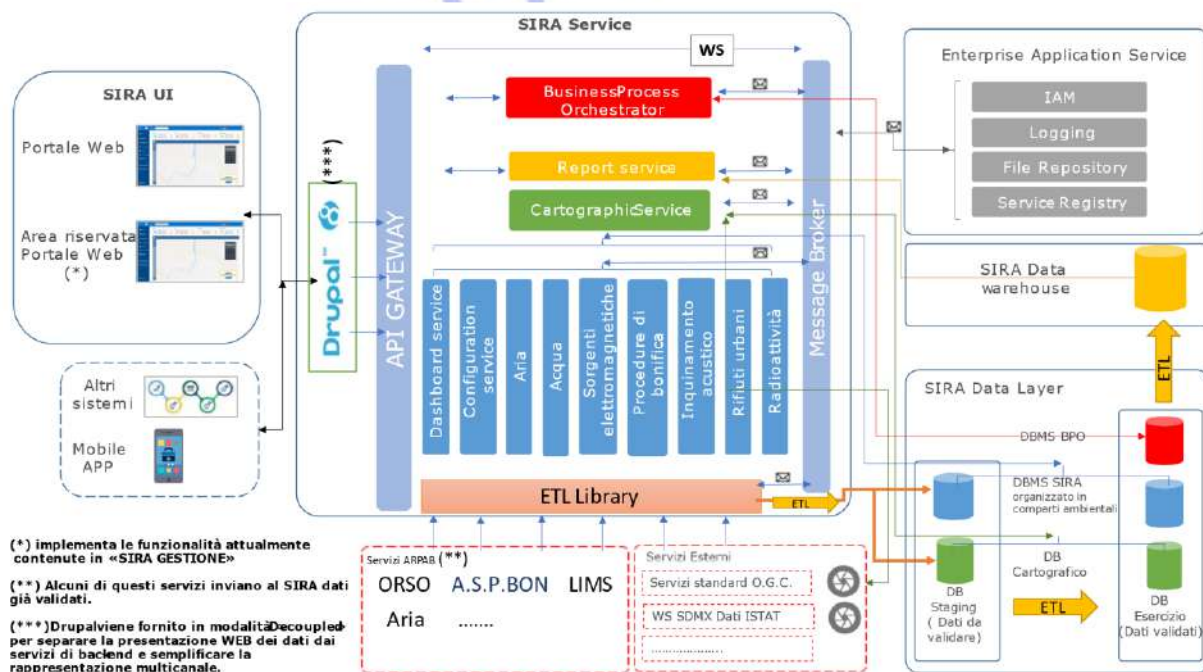 SIRA Service
WS
SIRA UI
Portale Web
Area riservata
Portale Web
(*)
Altri
sistemi
Mobile
APP
(***)
Drupal™
8
API GATEWAY
BusinessProcess
Orchestrator
Report service
CartographicService
Dashboard service
Configuration
service
Aria
Acqua
Sorgenti
elettromagnetiche
Procedure di
bonifica
Inquinamento
acustico
Rifiuti urbani
Radioattività
Message Broker
ETL Library
ETL
Enterprise Application Service
IAM
Logging
File Repository
Service Registry
SIRA Data
warehouse
ETL
SIRA Data Layer
DBMS BPO
DBMS SIRA
organizzato in
comparti ambientali
DB
Cartografico
DB
Staging
( Dati da
validare)
ETL
DB
Esercizio
(Dati validati)
Servizi ARPAB (**)
ORSO A.S.P.BON LIMS
Aria .......
Servizi Esterni
Servizi standard O.G.C.
WS SDMX Dati ISTAT
....................
(*) implementa le funzionalità attualmente
contenute in «SIRA GESTIONE»
(**) Alcuni di questi servizi inviano al SIRA dati
già validati.
(***)Drupalviene fornito in modalitàDecoupled
per separare la presentazione WEB dei dati dai
servizi di backend e semplificare la
rappresentazione multicanale.